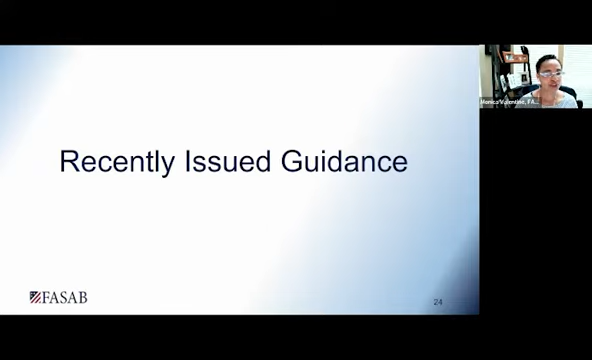 Monica Valentine, FA...
Recently Issued Guidance
FASAB
24